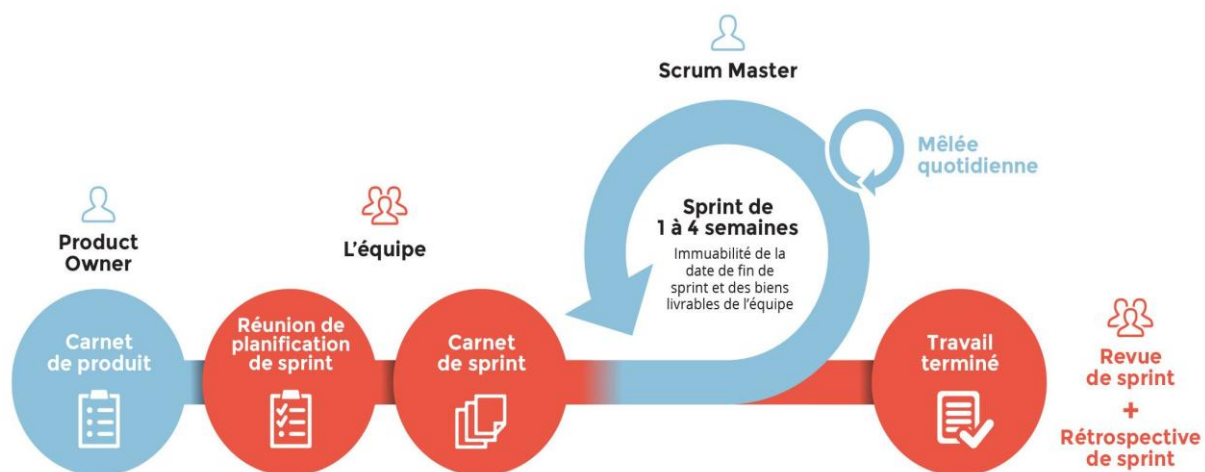 Scrum Master
Mêlée
quotidienne
Sprint de
1 à 4 semaines
Immuabilité de la
date de fin de
sprint et des biens
livrables de l'équipe
Product
Owner
L'équipe
Carnet
de produit
Réunion de
planification
de sprint
Carnet
de sprint
Travail
terminé
Revue
de sprint
+
Rétrospective
de sprint